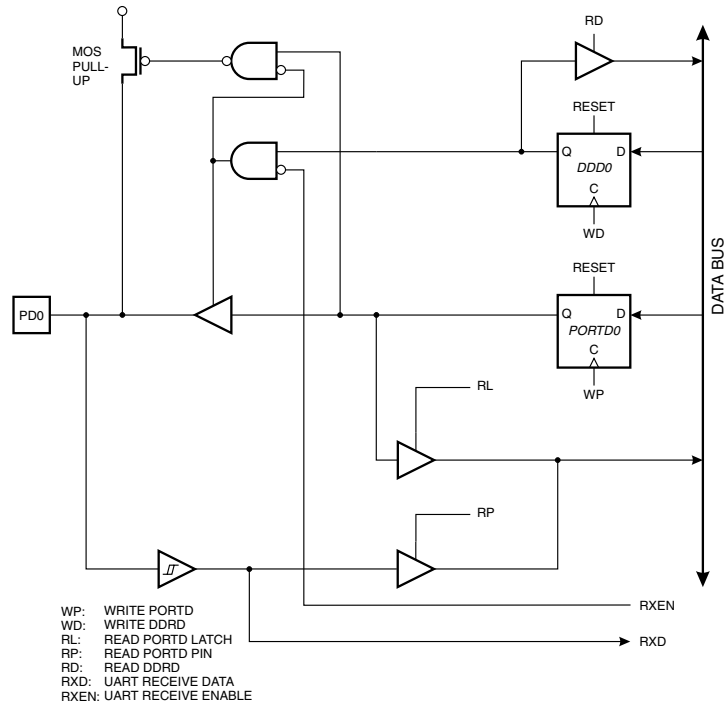 RD
MOS
PULL-
UP
RESET
Q D
DDD0
C
WD
DATA BUS
RESET
PD0
Q D
PORTD0
C
WP
RL
RP
RXEN
RXD
WP: WRITE PORTD
WD: WRITE DDRD
RL: READ PORTD LATCH
RP: READ PORTD PIN
RD: READ DDRD
RXD: UART RECEIVE DATA
RXEN: UART RECEIVE ENABLE